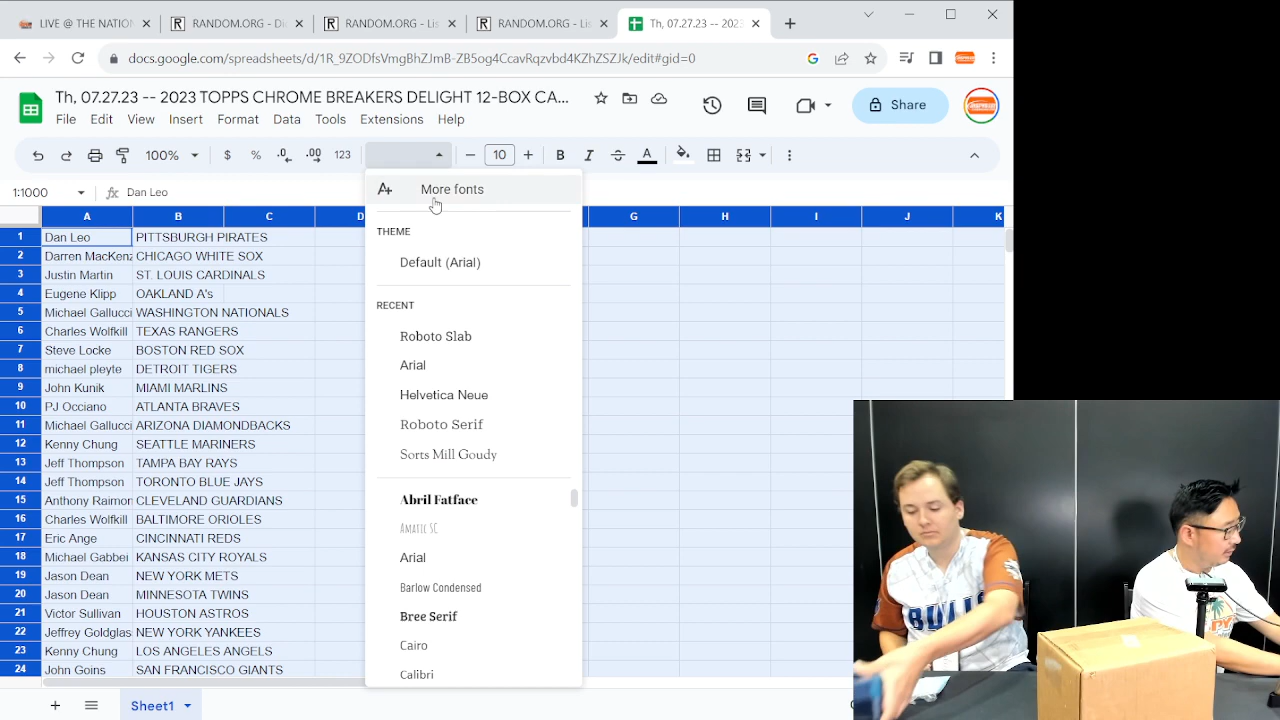 LIVE @ THE NATION
RANDOM.ORG - Di
RANDOM.ORG - Lis
RANDOM.ORG - Lis
Th, 07.27.23 -- 2023
Th, 07.27.23 -- 2023 TOPPS CHROME BREAKERS DELIGHT 12-BOX CA...
File Edit View Insert Format Data Tools Extensions Help
Share
100% $ % .0 .00 123 10 B I A
1:1000 Dan Leo
A B C D G H I J K
1 Dan Leo PITTSBURGH PIRATES
2 Darren MacKenz CHICAGO WHITE SOX
3 Justin Martin ST. LOUIS CARDINALS
4 Eugene Klipp OAKLAND A's
5 Michael Gallucci WASHINGTON NATIONALS
6 Charles Wolfkill TEXAS RANGERS
7 Steve Locke BOSTON RED SOX
8 michael pleyte DETROIT TIGERS
9 John Kunik MIAMI MARLINS
10 PJ Occiano ATLANTA BRAVES
11 Michael Gallucci ARIZONA DIAMONDBACKS
12 Kenny Chung SEATTLE MARINERS
13 Jeff Thompson TAMPA BAY RAYS
14 Jeff Thompson TORONTO BLUE JAYS
15 Anthony Raimon CLEVELAND GUARDIANS
16 Charles Wolfkill BALTIMORE ORIOLES
17 Eric Ange CINCINNATI REDS
18 Michael Gabbei KANSAS CITY ROYALS
19 Jason Dean NEW YORK METS
20 Jason Dean MINNESOTA TWINS
21 Victor Sullivan HOUSTON ASTROS
22 Jeffrey Goldglas NEW YORK YANKEES
23 Kenny Chung LOS ANGELES ANGELS
24 John Goins SAN FRANCISCO GIANTS
More fonts
THEME
Default (Arial)
RECENT
Roboto Slab
Arial
Helvetica Neue
Roboto Serif
Sorts Mill Goudy
Abril Fatface
Amatic SC
Arial
Barlow Condensed
Bree Serif
Cairo
Calibri
Sheet1
BULLS